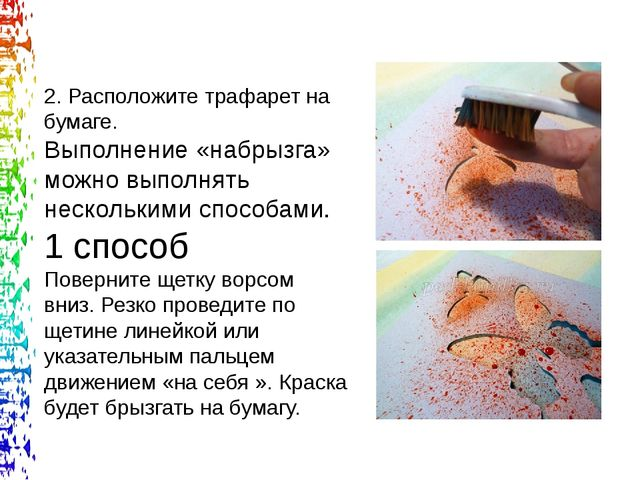 2. Расположите трафарет на
бумаге.
Выполнение «набрызга»
можно выполнять
несколькими способами.
1 способ
Поверните щетку ворсом
вниз. Резко проведите по
щетине линейкой или
указательным пальцем
движением «на себя ». Краска
будет брызгать на бумагу.